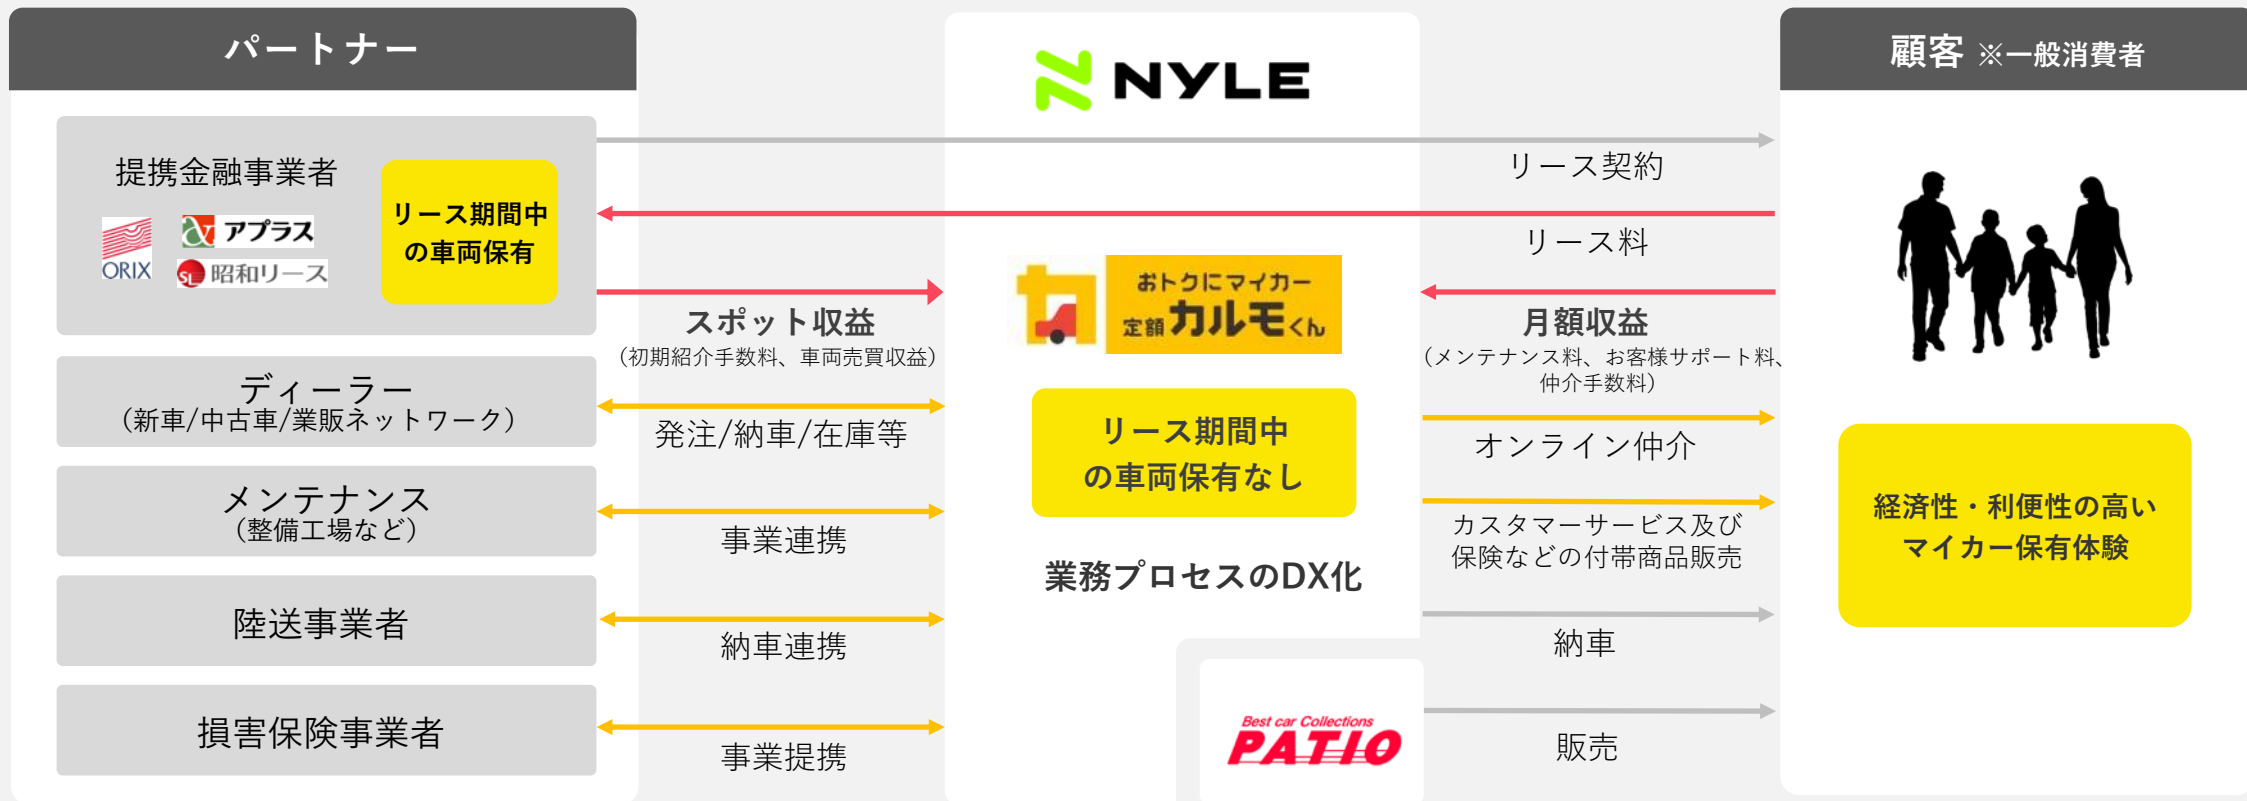 パートナー
提携金融事業者
ORIX
アプラス
SL 昭和リース
リース期間中
の車両保有
ディーラー
（新車/中古車/業販ネットワーク）
メンテナンス
（整備工場など）
陸送事業者
損害保険事業者
スポット収益
（初期紹介手数料、車両売買収益）
発注/納車/在庫等
事業連携
納車連携
事業提携
NYLE
おトクにマイカー
定額カルモくん
リース期間中
の車両保有なし
業務プロセスのDX化
Best car Collections
PATIO
リース契約
リース料
月額収益
（メンテナンス料、お客様サポート料、
仲介手数料）
オンライン仲介
カスタマーサービス及び
保険などの付帯商品販売
納車
販売
顧客 ※一般消費者
経済性・利便性の高い
マイカー保有体験